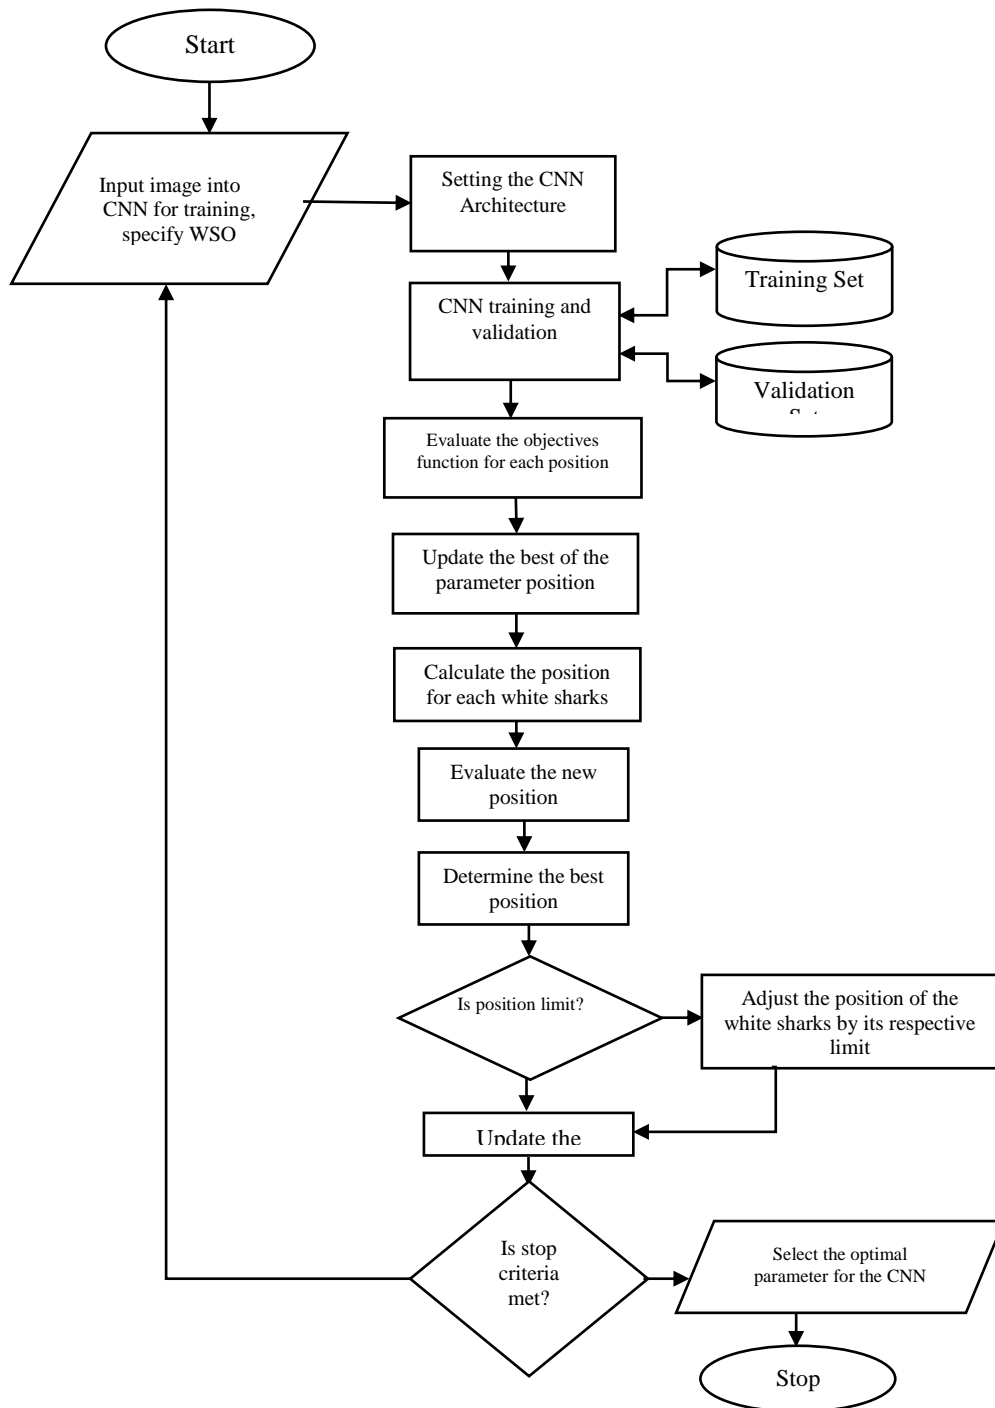 Start
Input image into
CNN for training,
specify WSO
Setting the CNN
Architecture
CNN training and
validation
Training Set
Validation
Evaluate the objectives
function for each position
Update the best of the
parameter position
Calculate the position
for each white sharks
Evaluate the new
position
Determine the best
position
Is position limit?
Adjust the position of the
white sharks by its respective
limit
Update the
Is stop
criteria
met?
Select the optimal
parameter for the CNN
Stop